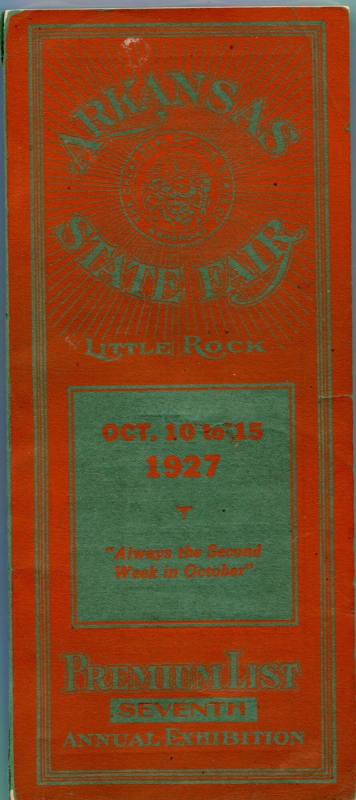 ARKANSAS
STATE FAIR
LITTLE ROCK
OCT. 10 to 15
1927
"Always the Second
Week in October"
PREMIUM LIST
SEVENTH
ANNUAL EXHIBITION